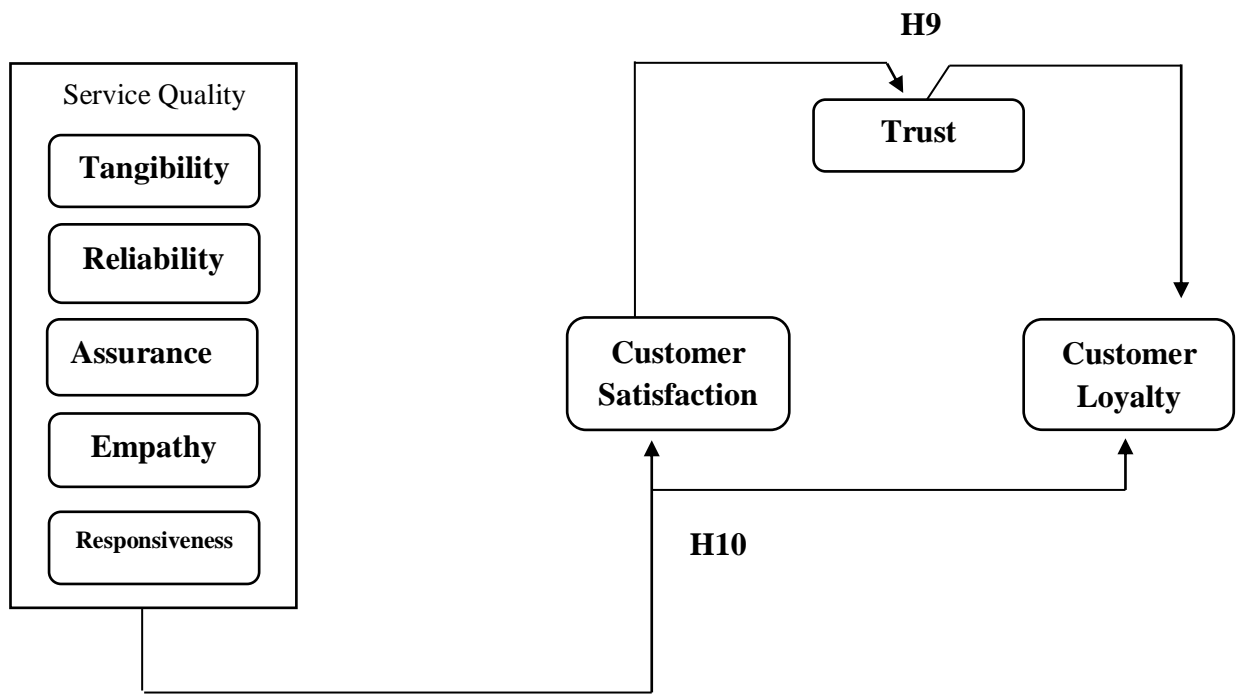 H9
Service Quality
Tangibility
Reliability
Assurance
Empathy
Responsiveness
Trust
Customer
Satisfaction
Customer
Loyalty
H10